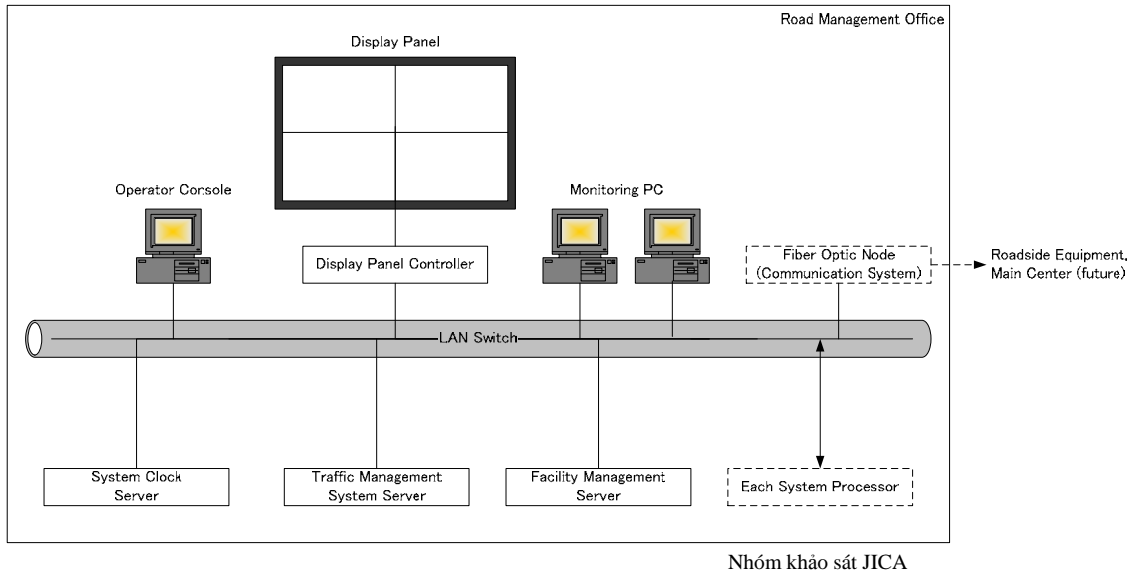 Road Management Office
Display Panel
Operator Console
Monitoring PC
Display Panel Controller
Fiber Optic Node
(Communication System)
Roadside Equipment,
Main Center (future)
LAN Switch
System Clock
Server
Traffic Management
System Server
Facility Management
Server
Each System Processor
Nhóm khảo sát JICA